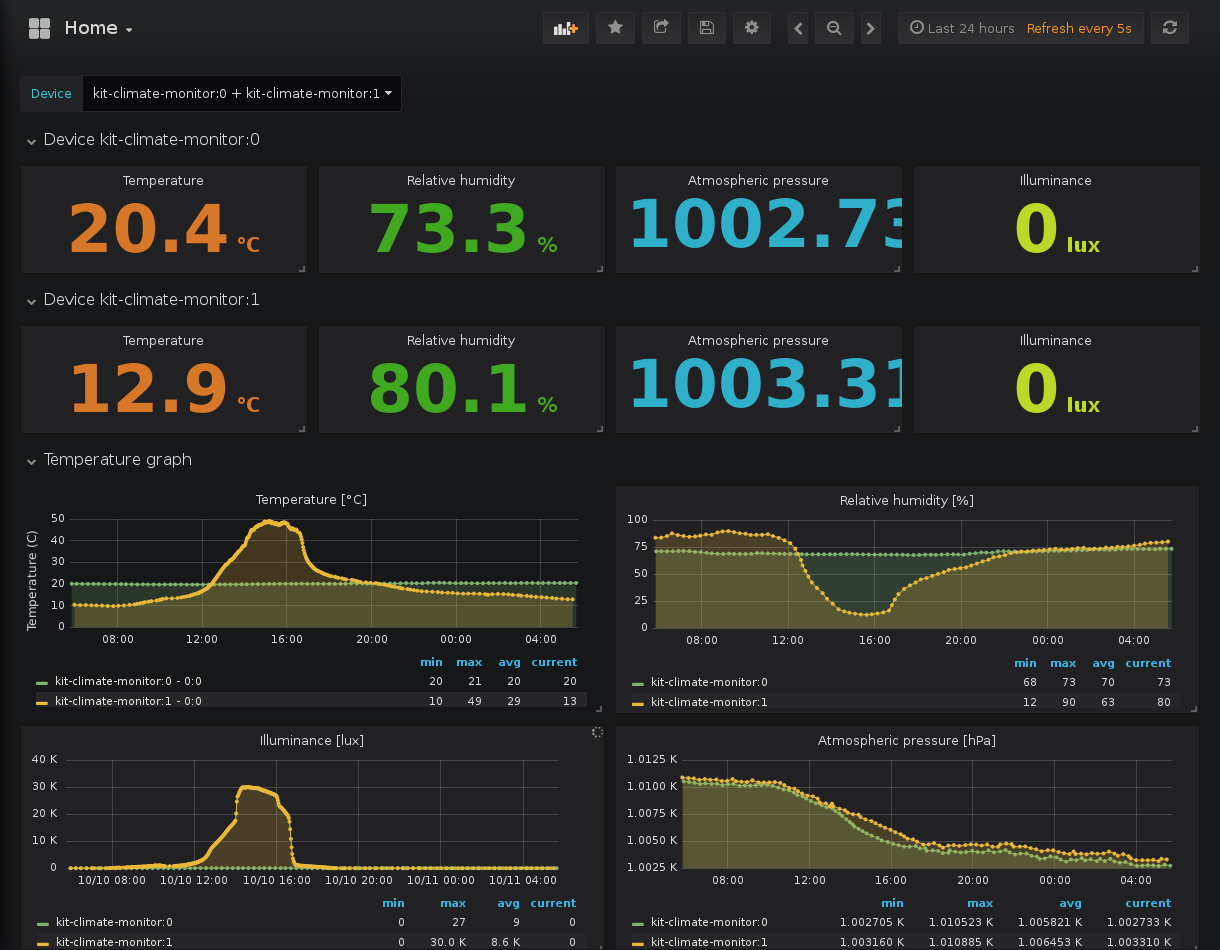 Home
Last 24 hours Refresh every 5s
Device kit-climate-monitor:0 + kit-climate-monitor:1
Device kit-climate-monitor:0
Temperature Relative humidity Atmospheric pressure Illuminance
20.4 °C 73.3 % 1002.73 0 lux
Device kit-climate-monitor:1
Temperature Relative humidity Atmospheric pressure Illuminance
12.9 °C 80.1 % 1003.31 0 lux
Temperature graph
Temperature [°C]
Temperature (C)
50
40
30
20
10
0
08:00 12:00 16:00 20:00 00:00 04:00
min max avg current
kit-climate-monitor:0 - 0:0 20 21 20 20
kit-climate-monitor:1 - 0:0 10 49 29 13
Relative humidity [%]
100
75
50
25
0
08:00 12:00 16:00 20:00 00:00 04:00
min max avg current
kit-climate-monitor:0 68 73 70 73
kit-climate-monitor:1 12 90 63 80
Illuminance [lux]
40 K
30 K
20 K
10 K
0
10/10 08:00 10/10 12:00 10/10 16:00 10/10 20:00 10/11 00:00 10/11 04:00
min max avg current
kit-climate-monitor:0 0 27 9 0
kit-climate-monitor:1 0 30.0 K 8.6 K 0
Atmospheric pressure [hPa]
1.0125 K
1.0100 K
1.0075 K
1.0050 K
1.0025 K
08:00 12:00 16:00 20:00 00:00 04:00
min max avg current
kit-climate-monitor:0 1.002705 K 1.010523 K 1.005821 K 1.002733 K
kit-climate-monitor:1 1.003160 K 1.010885 K 1.006453 K 1.003310 K